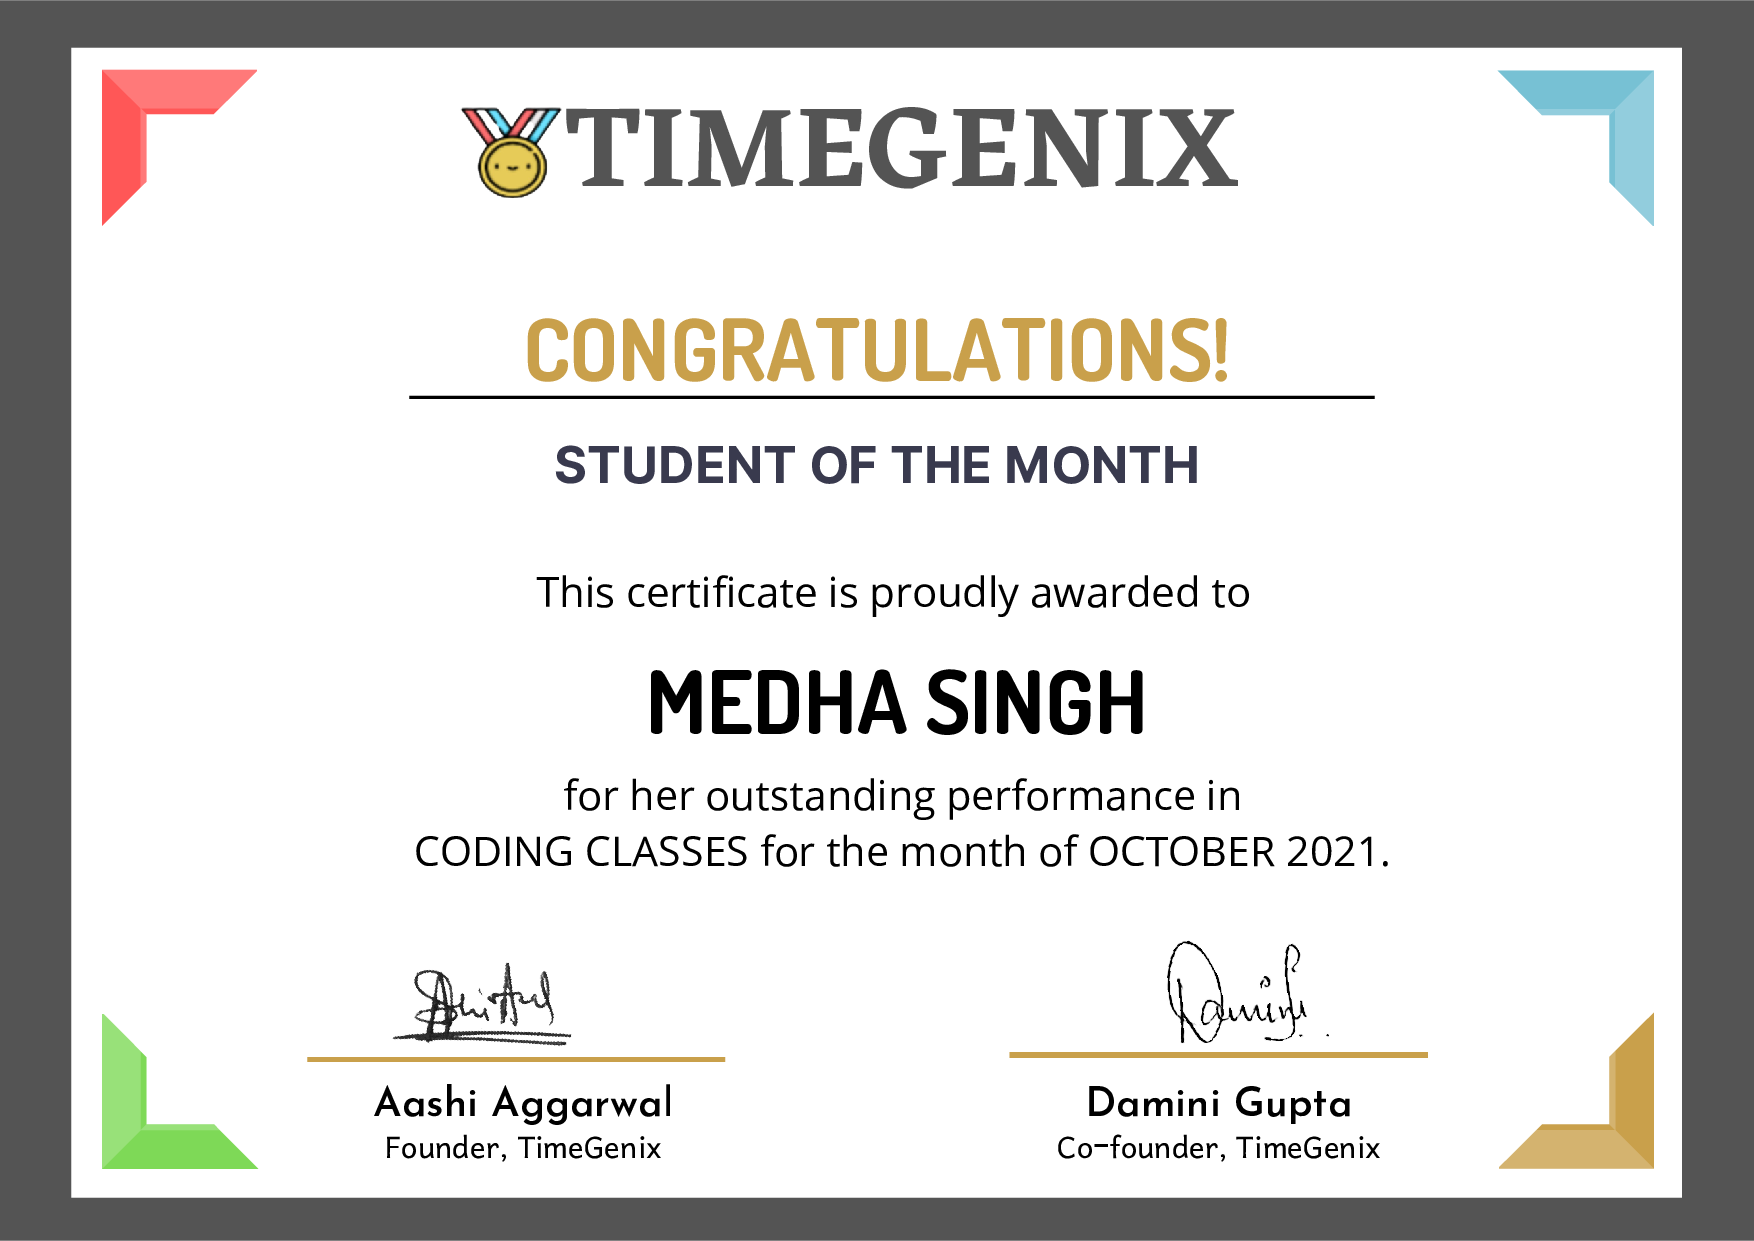 TIMEGENIX
CONGRATULATIONS!
STUDENT OF THE MONTH
This certificate is proudly awarded to
MEDHA SINGH
for her outstanding performance in
CODING CLASSES for the month of OCTOBER 2021.
Damini
Aashi Aggarwal
Founder, TimeGenix
Damini Gupta
Co-founder, TimeGenix